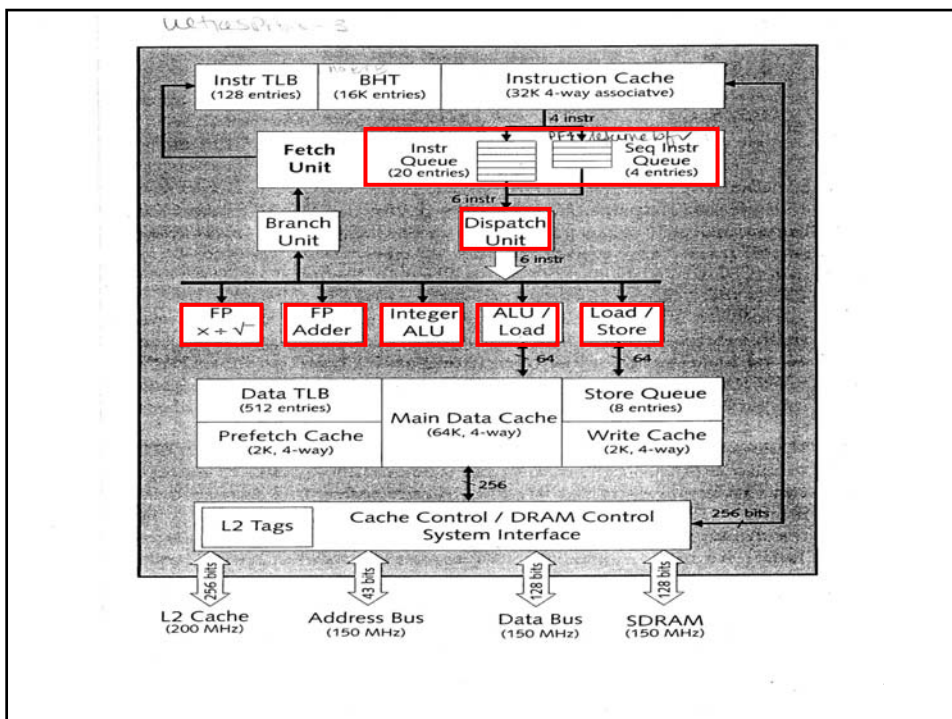 Instr TLB
(128 entries)
BHT
(16K entries)
Instruction Cache
(32K 4-way associatve)
4 instr
Fetch
Unit
Instr
Queue
(20 entries)
Seq Instr
Queue
(4 entries)
6 instr
Branch
Unit
Dispatch
Unit
6 instr
FP
× ÷ √
FP
Adder
Integer
ALU
ALU /
Load
Load /
Store
64
64
Data TLB
(512 entries)
Prefetch Cache
(2K, 4-way)
Main Data Cache
(64K, 4-way)
Store Queue
(8 entries)
Write Cache
(2K, 4-way)
256
256 bits
L2 Tags
Cache Control / DRAM Control
System Interface
256 bits
43 bits
128 bits
128 bits
L2 Cache
(200 MHz)
Address Bus
(150 MHz)
Data Bus
(150 MHz)
SDRAM
(150 MHz)